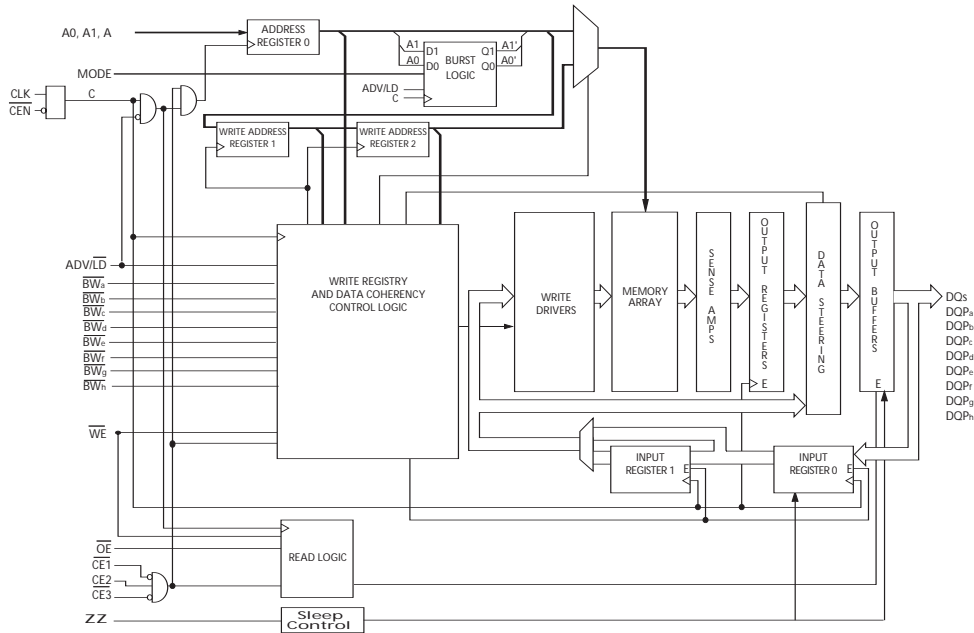 A0, A1, A
ADDRESS
REGISTER 0
A1
A0
D1
D0
BURST
LOGIC
Q1
Q0
A1'
A0'
MODE
ADV/LD
C
CLK
C
CEN
WRITE ADDRESS
REGISTER 1
WRITE ADDRESS
REGISTER 2
ADV/LD
BWa
BWb
BWc
BWd
BWe
BWf
BWg
BWh
WE
WRITE REGISTRY
AND DATA COHERENCY
CONTROL LOGIC
WRITE
DRIVERS
MEMORY
ARRAY
SENSE AMPS
OUTPUT REGISTERS
E
DATA STEERING
OUTPUT BUFFERS
E
DQs
DQPa
DQPb
DQPc
DQPd
DQPe
DQPf
DQPg
DQPh
INPUT
REGISTER 1
E
INPUT
REGISTER 0
E
OE
CE1
CE2
CE3
READ LOGIC
ZZ
Sleep
Control